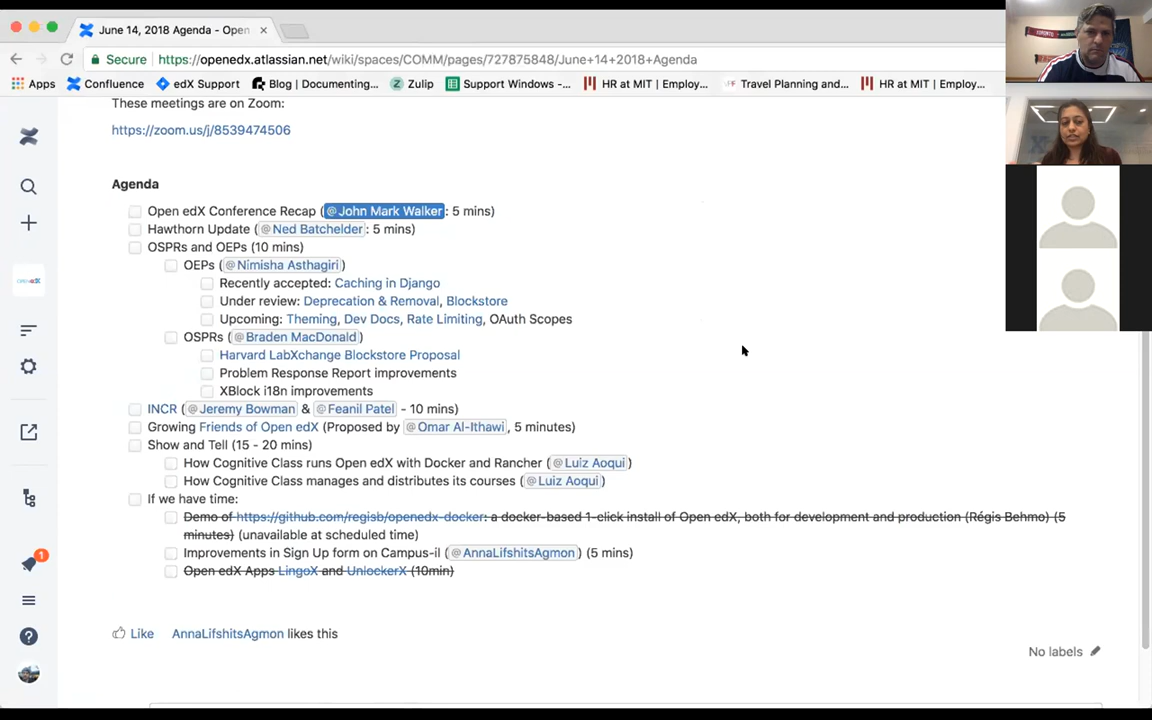 June 14, 2018 Agenda - Open
Secure https://openedx.atlassian.net/wiki/spaces/COMM/pages/727875848/June+14+2018+Agenda
Apps Confluence edX Support Blog | Documenting... Zulip Support Windows -... HR at MIT | Employ... Travel Planning and... HR at MIT | Employ...
These meetings are on Zoom:
https://zoom.us/j/8539474506
Agenda
Open edX Conference Recap (@John Mark Walker: 5 mins)
Hawthorn Update (@Ned Batchelder: 5 mins)
OSPRs and OEPs (10 mins)
OEPs (@Nimisha Asthagiri)
Recently accepted: Caching in Django
Under review: Deprecation & Removal, Blockstore
Upcoming: Theming, Dev Docs, Rate Limiting, OAuth Scopes
OSPRs (@Braden MacDonald)
Harvard LabXchange Blockstore Proposal
Problem Response Report improvements
XBlock i18n improvements
INCR (@Jeremy Bowman & @Feanil Patel - 10 mins)
Growing Friends of Open edX (Proposed by @Omar Al-Ithawi, 5 minutes)
Show and Tell (15 - 20 mins)
How Cognitive Class runs Open edX with Docker and Rancher (@Luiz Aoqui)
How Cognitive Class manages and distributes its courses (@Luiz Aoqui)
If we have time:
Demo of https://github.com/regisb/openedx-docker: a docker-based 1-click install of Open edX, both for development and production (Régis Behmo) (5
minutes) (unavailable at scheduled time)
Improvements in Sign Up form on Campus-il (@AnnaLifshitsAgmon) (5 mins)
Open edX Apps LingoX and UnlockerX (10min)
Like AnnaLifshitsAgmon likes this
No labels
1